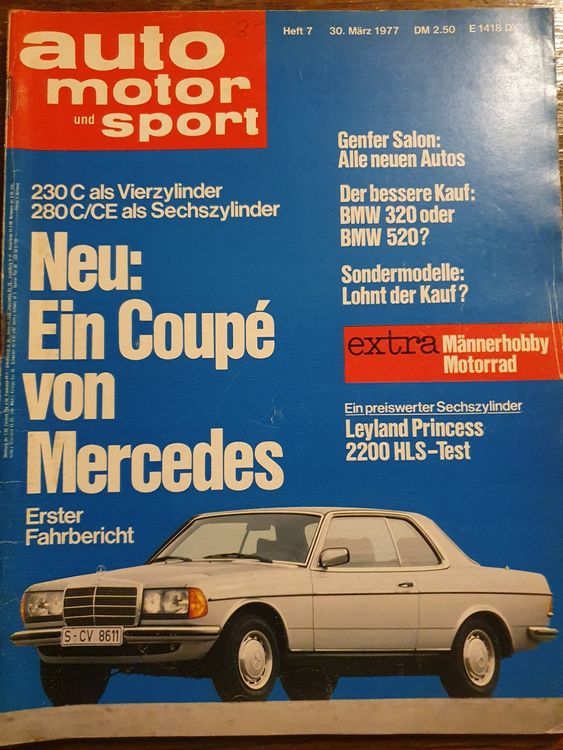 auto
motor
und sport
3-
Heft 7 30. März 1977 DM 2.50 E 1418 DX
Genfer Salon:
Alle neuen Autos
Der bessere Kauf:
BMW 320 oder
BMW 520?
Sondermodelle:
Lohnt der Kauf?
extra Männerhobby
Motorrad
Ein preiswerter Sechszylinder
Leyland Princess
2200 HLS-Test
230 C als Vierzylinder
280 C/CE als Sechszylinder
Neu:
Ein Coupé
von
Mercedes
Erster
Fahrbericht
S-CV 8611